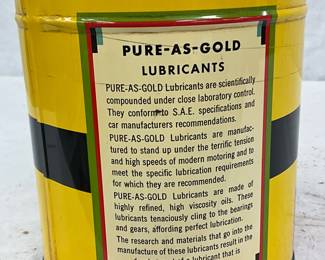 PURE-AS-GOLD
LUBRICANTS
PURE-AS-GOLD Lubricants are scientifically
compounded under close laboratory control.
They conform to S.A.E. specifications and
car manufacturers recommendations.
PURE-AS-GOLD Lubricants are manufac-
tured to stand up under the terrific tension
and high speeds of modern motoring and to
meet the specific lubrication requirements
for which they are recommended.
PURE-AS-GOLD Lubricants are made of
highly refined, high viscosity oils. These
lubricants tenaciously cling to the bearings
and gears, affording perfect lubrication.
The research and materials that go into the
manufacture of these lubricants result in the
of a lubricant that is